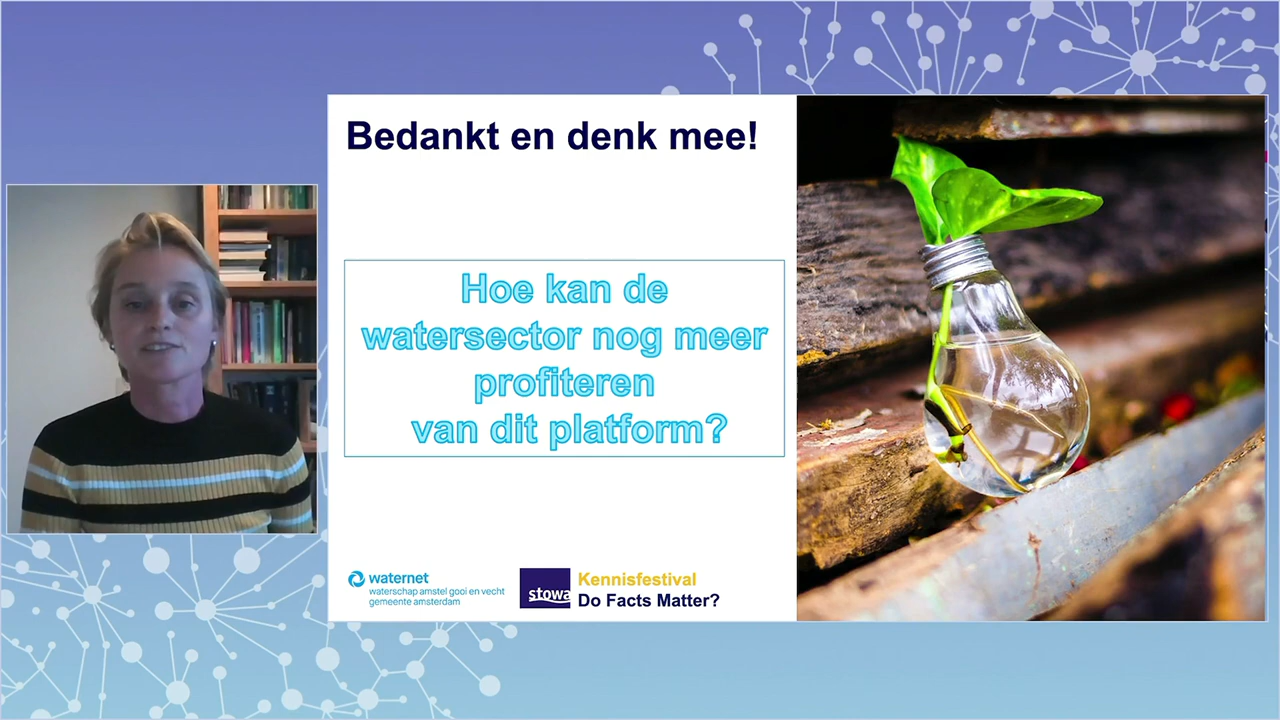 Bedankt en denk mee!
Hoe kan de
watersector nog meer
profiteren
van dit platform?
waternet
waterschap amstel gooi en vecht
gemeente amsterdam
stowa
Kennisfestival
Do Facts Matter?